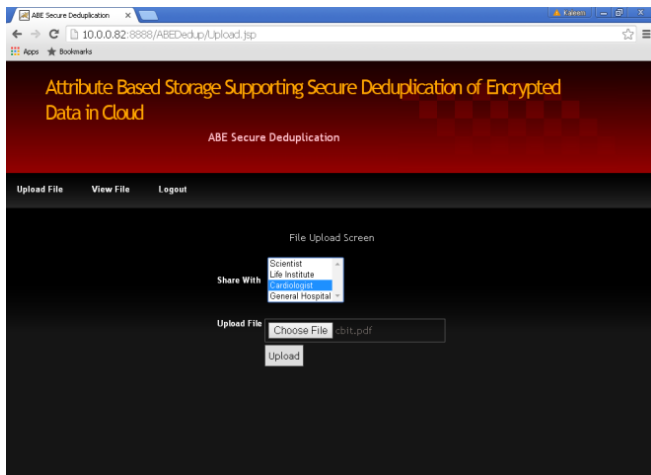 ABE Secure Deduplication
Kaleem
10.0.0.82:8888/ABEDedup/Upload.jsp
Apps Bookmarks
Attribute Based Storage Supporting Secure Deduplication of Encrypted
Data in Cloud
ABE Secure Deduplication
Upload File View File Logout
File Upload Screen
Share With
Scientist
Life Institute
Cardiologist
General Hospital
Upload File Choose File cbit.pdf
Upload